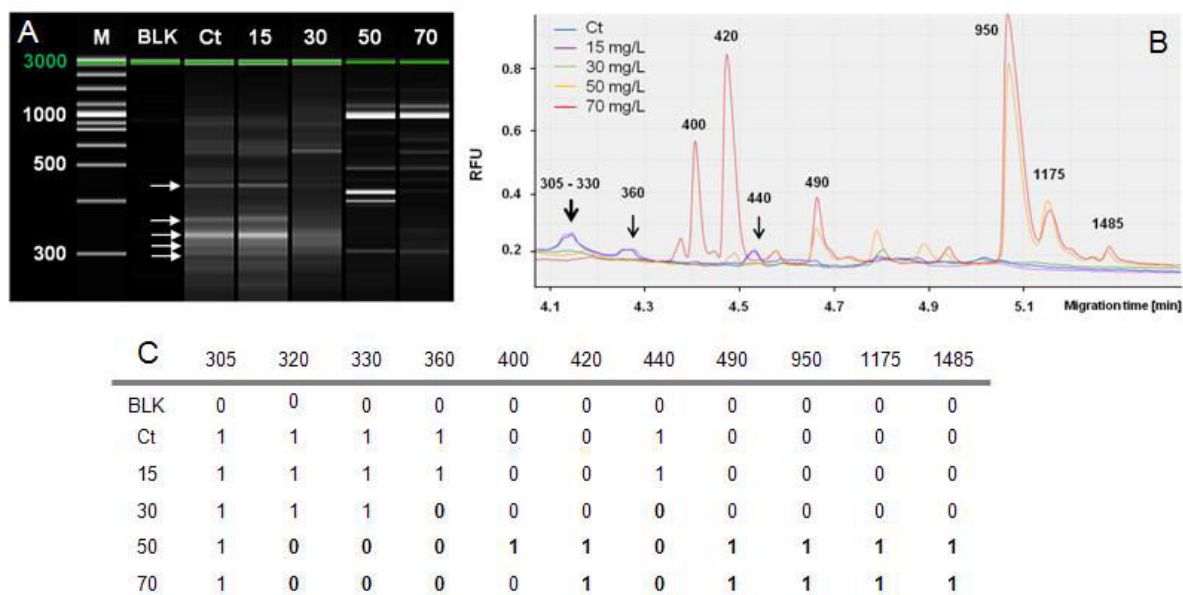 A
M BLK Ct 15 30 50 70
3000
1000
500
300
B
Ct
15 mg/L
30 mg/L
50 mg/L
70 mg/L
RFU
0.8
0.6
0.4
0.2
305 - 330
360
400
420
440
490
950
1175
1485
4.1 4.3 4.5 4.7 4.9 5.1 Migration time [min]
C 305 320 330 360 400 420 440 490 950 1175 1485
BLK 0 0 0 0 0 0 0 0 0 0 0
Ct 1 1 1 1 0 0 1 0 0 0 0
15 1 1 1 1 0 0 1 0 0 0 0
30 1 1 1 0 0 0 0 0 0 0 0
50 1 0 0 0 1 1 0 1 1 1 1
70 1 0 0 0 0 1 0 1 1 1 1